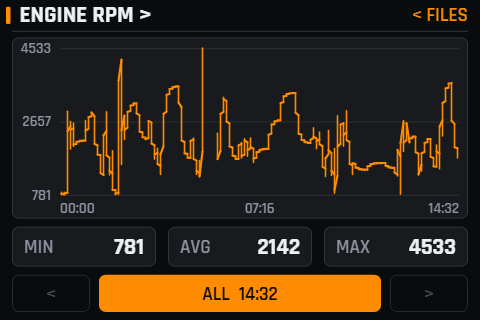 ENGINE RPM >
< FILES
4533
2657
781
00:00 07:16 14:32
MIN 781
AVG 2142
MAX 4533
<
ALL 14:32
>